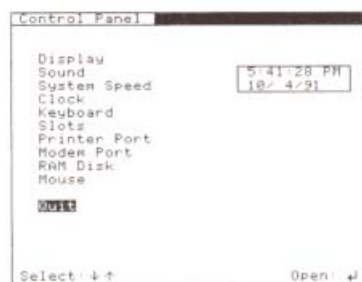 Control Panel
Display
Sound
System Speed
Clock
Keyboard
Slots
Printer Port
Modem Port
RAM Disk
Mouse
Quit
5:41:28 PM
10/ 4/91
Select: ↓ ↑
Open: ↵